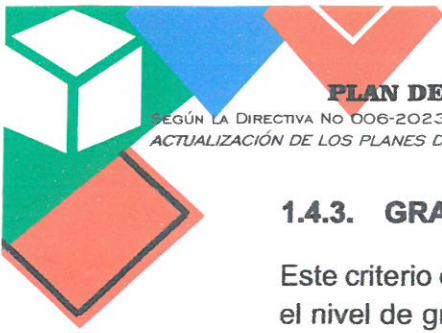 PLAN DE
SEGÚN LA DIRECTIVA No 006-2023
ACTUALIZACIÓN DE LOS PLANES D
1.4.3. GRA
Este criterio
el nivel de gr